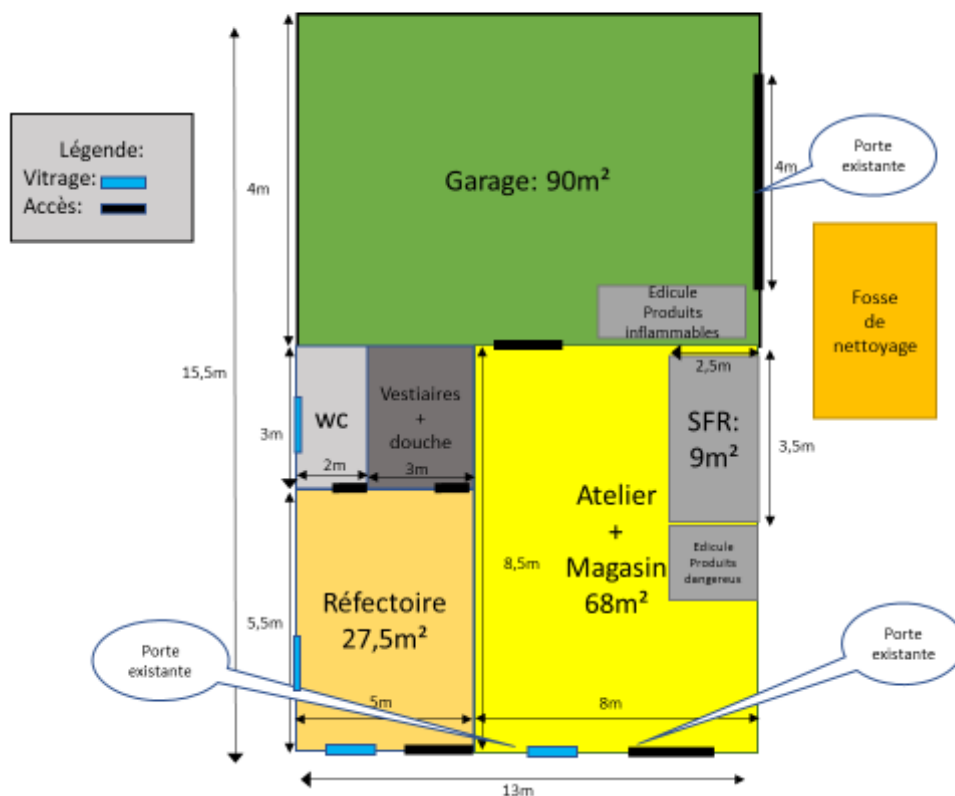 Légende:
Vitrage:
Accès:
4m
Garage: 90m²
4m
Porte
existante
Edicule
Produits
inflammables
Fosse
de
nettoyage
15,5m
3m
wc
2m
Vestiaires
+
douche
3m
2,5m
SFR:
9m²
3,5m
Atelier
+
Magasin
68m²
8,5m
Edicule
Produits
dangereux
5,5m
Réfectoire
27,5m²
Porte
existante
Porte
existante
5m
8m
13m